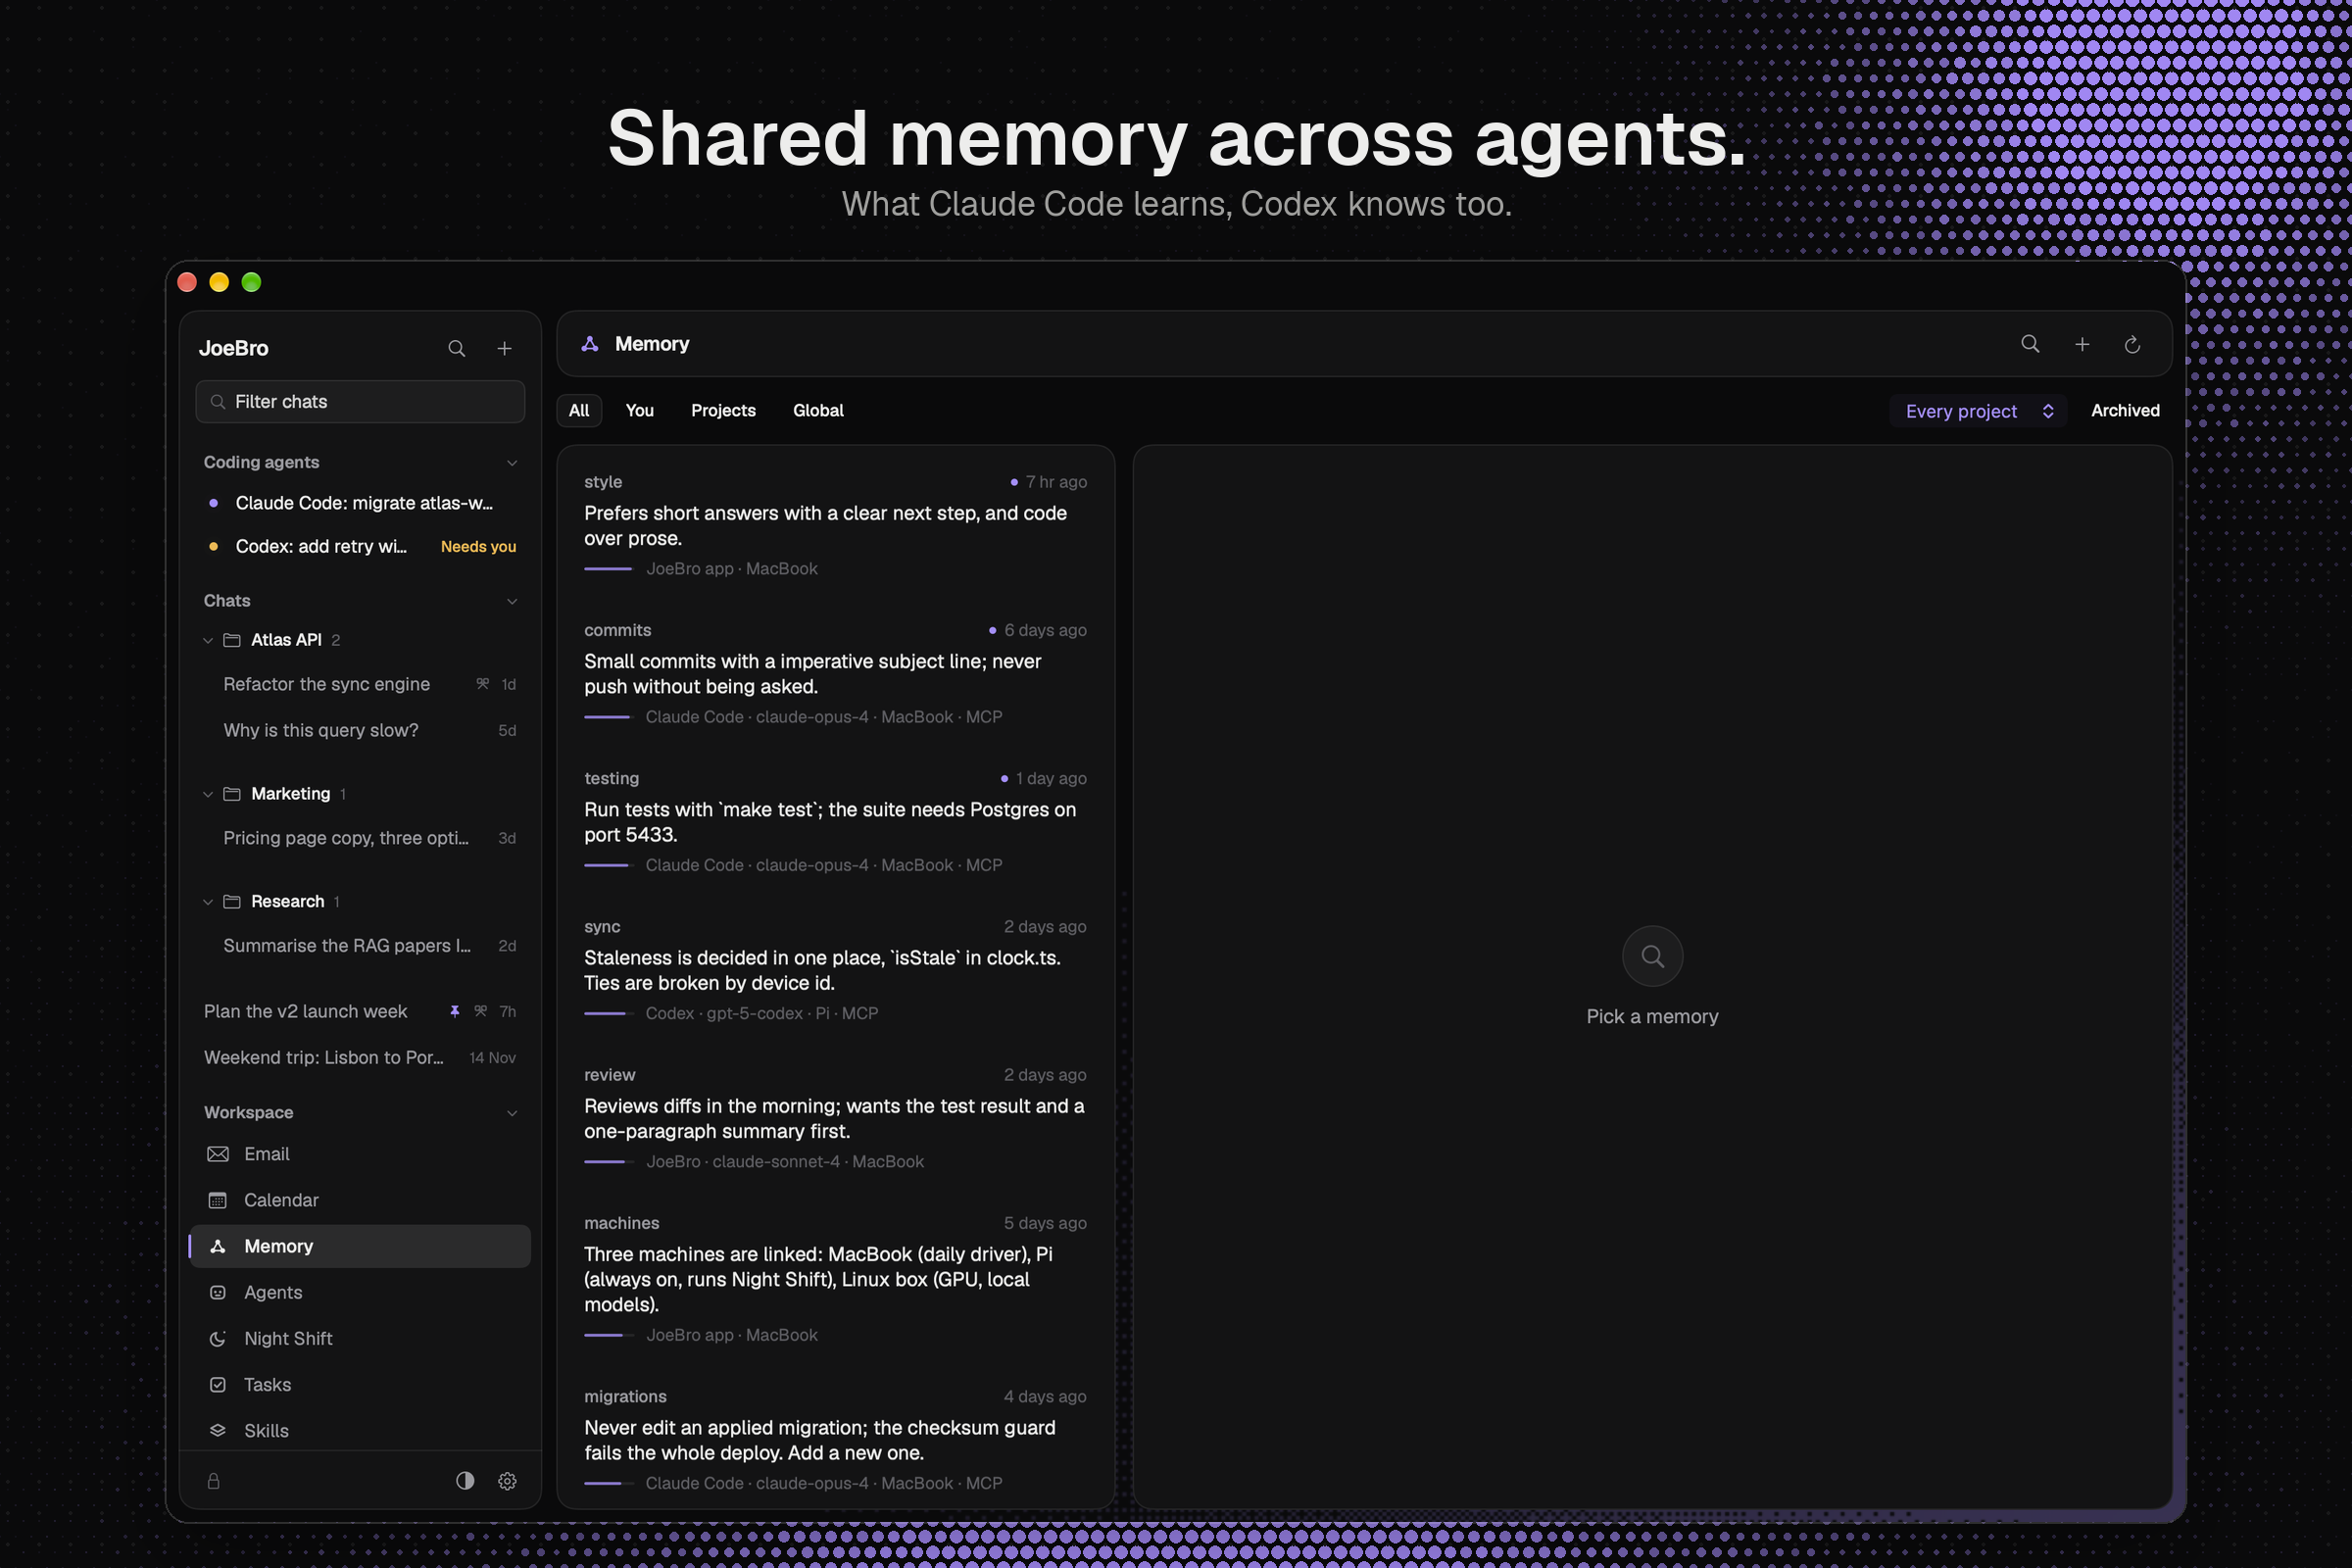 Shared memory across agents.
What Claude Code learns, Codex knows too.
JoeBro
Filter chats
Coding agents
Claude Code: migrate atlas-w...
Codex: add retry wi... Needs you
Chats
Atlas API 2
Refactor the sync engine 1d
Why is this query slow? 5d
Marketing 1
Pricing page copy, three opti... 3d
Research 1
Summarise the RAG papers I... 2d
Plan the v2 launch week 7h
Weekend trip: Lisbon to Por... 14 Nov
Workspace
Email
Calendar
Memory
Agents
Night Shift
Tasks
Skills
Memory
All You Projects Global Every project Archived
style 7 hr ago
Prefers short answers with a clear next step, and code
over prose.
JoeBro app · MacBook
commits 6 days ago
Small commits with a imperative subject line; never
push without being asked.
Claude Code · claude-opus-4 · MacBook · MCP
testing 1 day ago
Run tests with `make test`; the suite needs Postgres on
port 5433.
Claude Code · claude-opus-4 · MacBook · MCP
sync 2 days ago
Staleness is decided in one place, `isStale` in clock.ts.
Ties are broken by device id.
Codex · gpt-5-codex · Pi · MCP
review 2 days ago
Reviews diffs in the morning; wants the test result and a
one-paragraph summary first.
JoeBro · claude-sonnet-4 · MacBook
machines 5 days ago
Three machines are linked: MacBook (daily driver), Pi
(always on, runs Night Shift), Linux box (GPU, local
models).
JoeBro app · MacBook
migrations 4 days ago
Never edit an applied migration; the checksum guard
fails the whole deploy. Add a new one.
Claude Code · claude-opus-4 · MacBook · MCP
Pick a memory